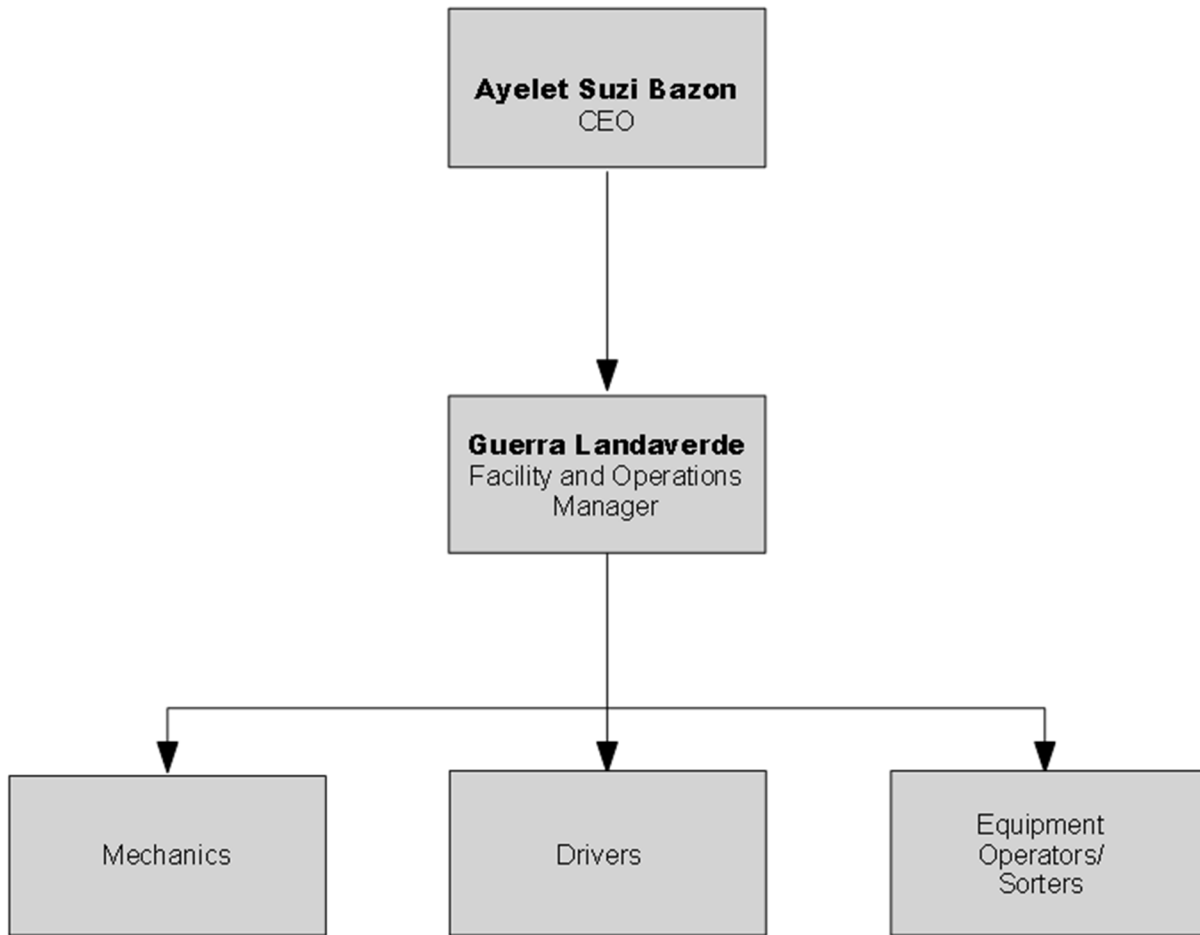 Ayelet Suzi Bazon
CEO
Guerra Landaverde
Facility and Operations
Manager
Mechanics
Drivers
Equipment
Operators/
Sorters